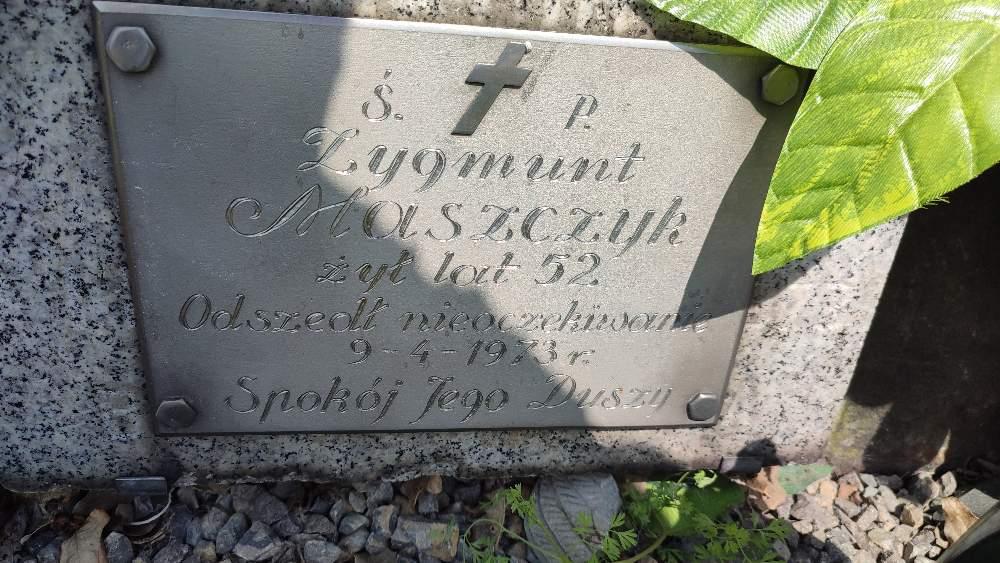 Ś. P.
Zygmunt
Maszczyk
żył lat 52
Odszedł nieoczekiwanie
9-4-1973 r.
Spokój Jego Duszy